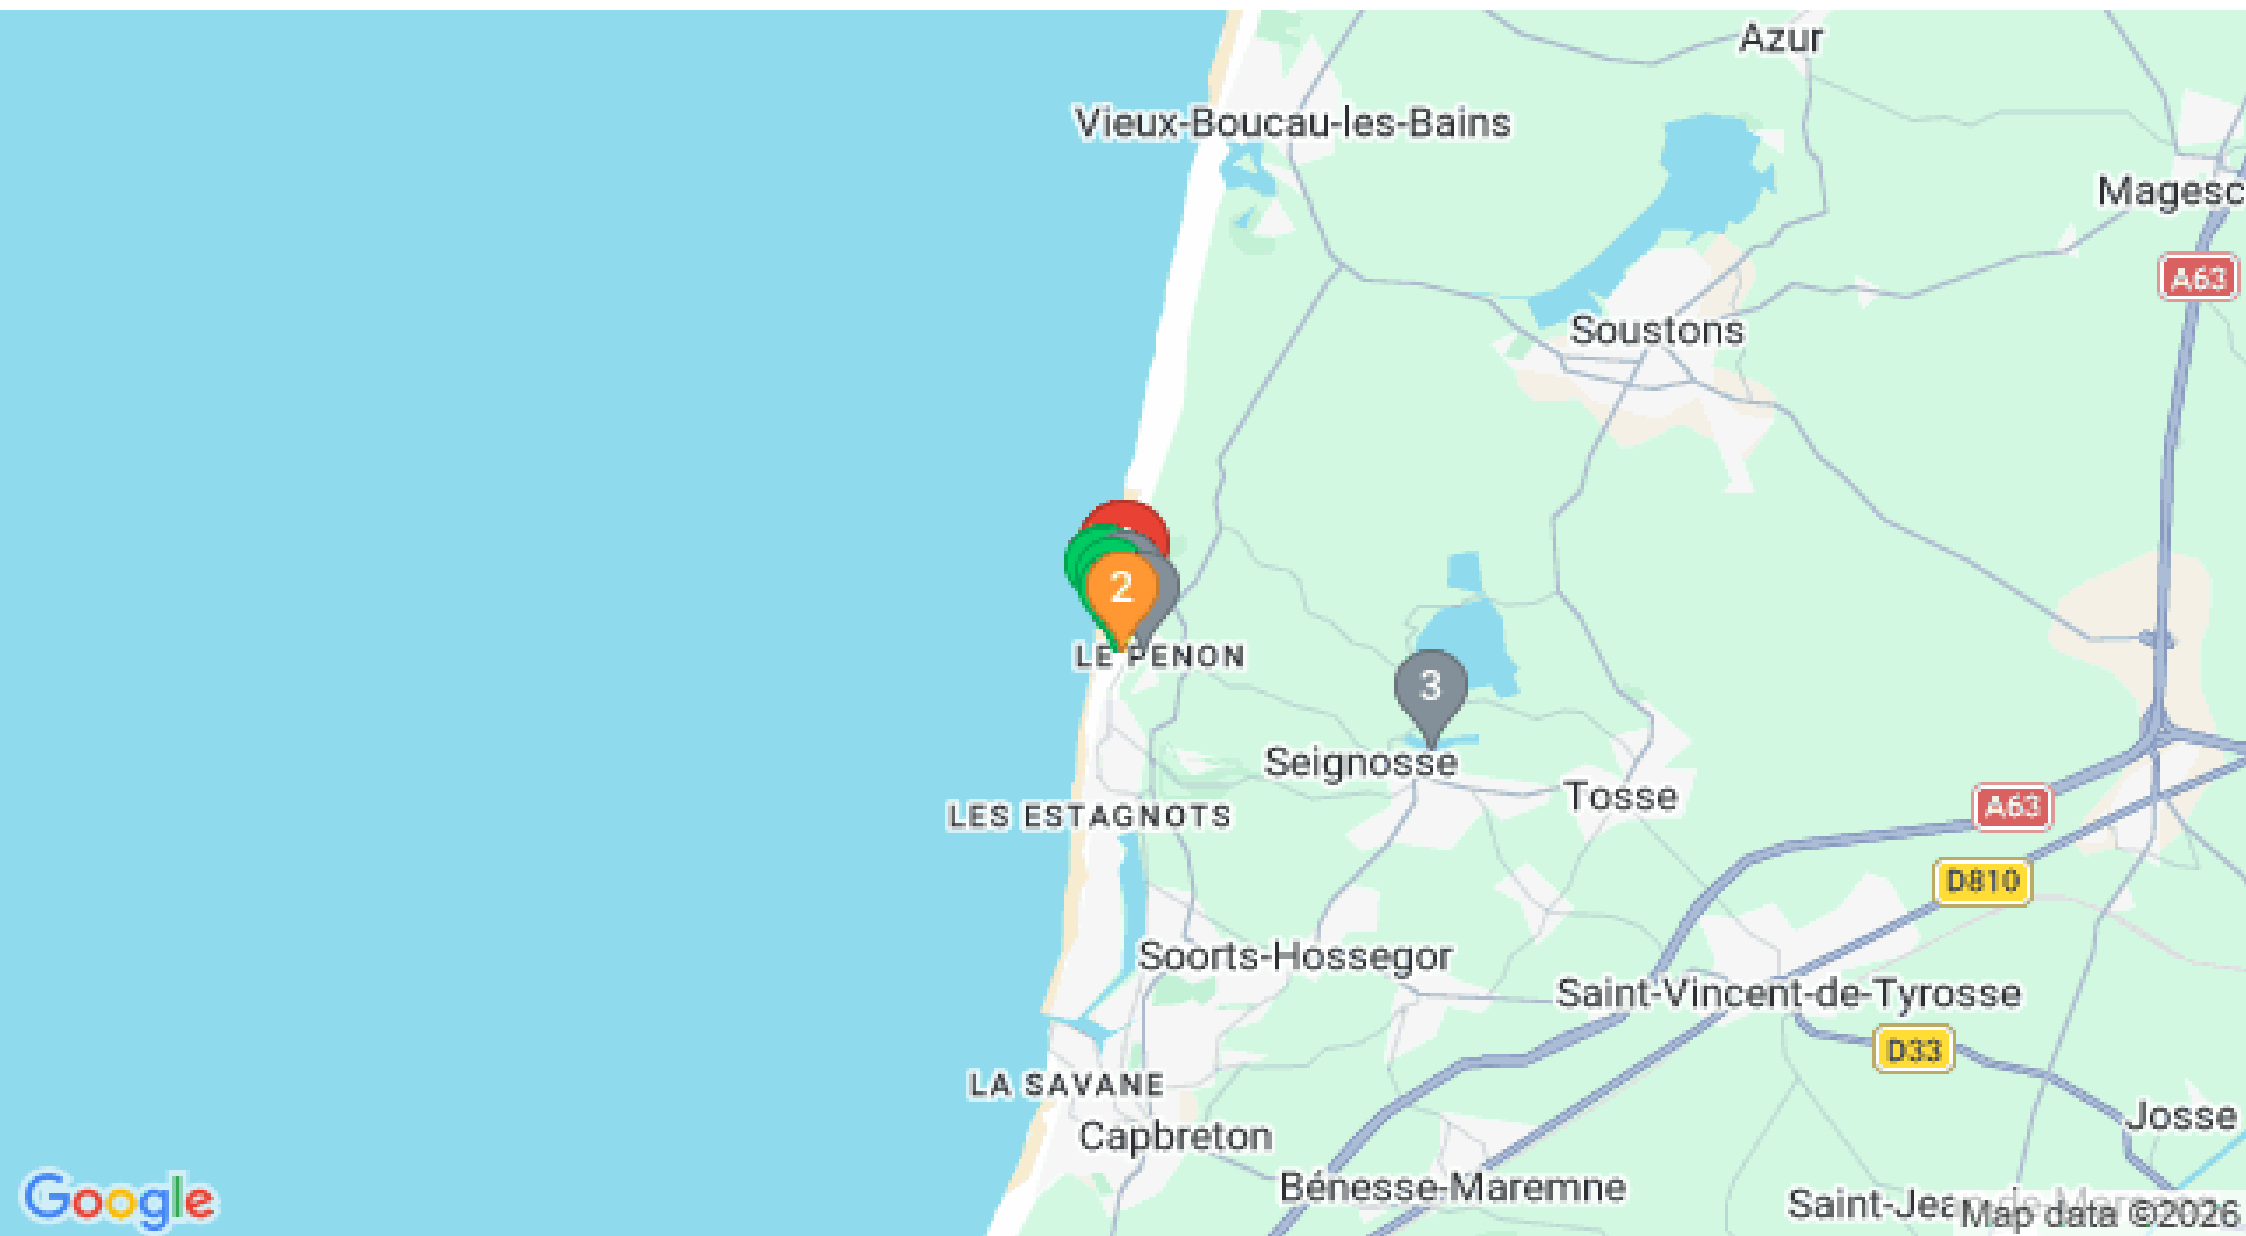 Azur
Vieux-Boucau-les-Bains
Magesc
A63
Soustons
2
LE PENON
3
Seignosse
Tosse
A63
LES ESTAGNOTS
D810
Soorts-Hossegor
Saint-Vincent-de-Tyrosse
D33
LA SAVANE
Josse
Capbreton
Bénesse-Maremne
Google
Map data ©2026